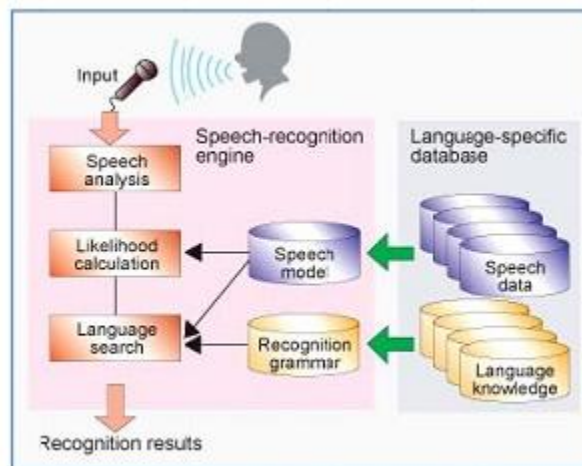 Input
Speech-recognition
engine
Language-specific
database
Speech
analysis
Likelihood
calculation
Speech
model
Speech
data
Language
search
Recognition
grammar
Language
knowledge
Recognition results